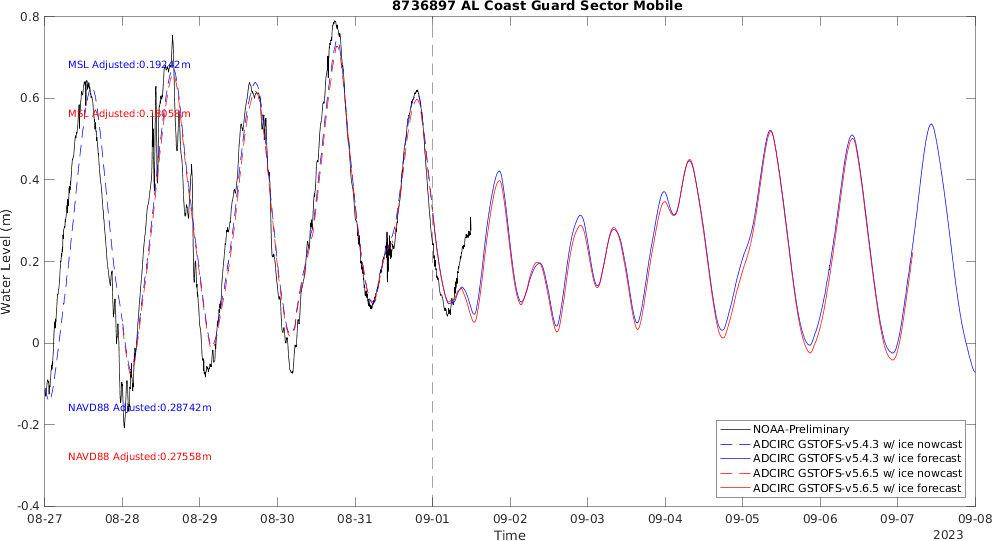 8736897 AL Coast Guard Sector Mobile
0.8
MSL Adjusted:0.19242m
0.6
MSL Adjusted:0.18058m
0.4
Water Level (m)
0.2
0
NAVD88 Adjusted:0.28742m
-0.2
NAVD88 Adjusted:0.27558m
-0.4
NOAA-Preliminary
ADCIRC GSTOFS-v5.4.3 w/ ice nowcast
ADCIRC GSTOFS-v5.4.3 w/ ice forecast
ADCIRC GSTOFS-v5.6.5 w/ ice nowcast
ADCIRC GSTOFS-v5.6.5 w/ ice forecast
08-27 08-28 08-29 08-30 08-31 09-01 09-02 09-03 09-04 09-05 09-06 09-07 09-08
Time
2023